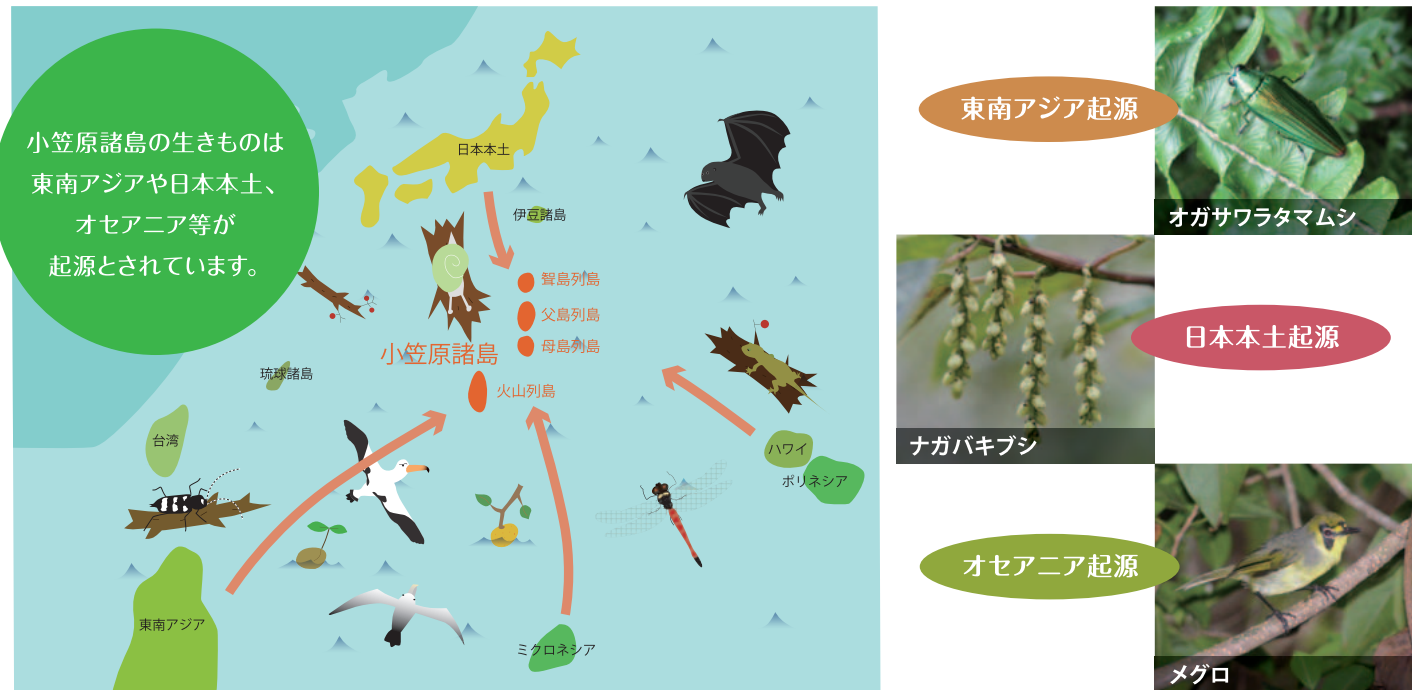 小笠原諸島の生きものは
東南アジアや日本本土、
オセアニア等が
起源とされています。
日本本土
伊豆諸島
聟島列島
父島列島
母島列島
小笠原諸島
火山列島
琉球諸島
台湾
東南アジア
ミクロネシア
ハワイ
ポリネシア
東南アジア起源
オガサワラタマムシ
日本本土起源
ナガバキブシ
オセアニア起源
メグロ